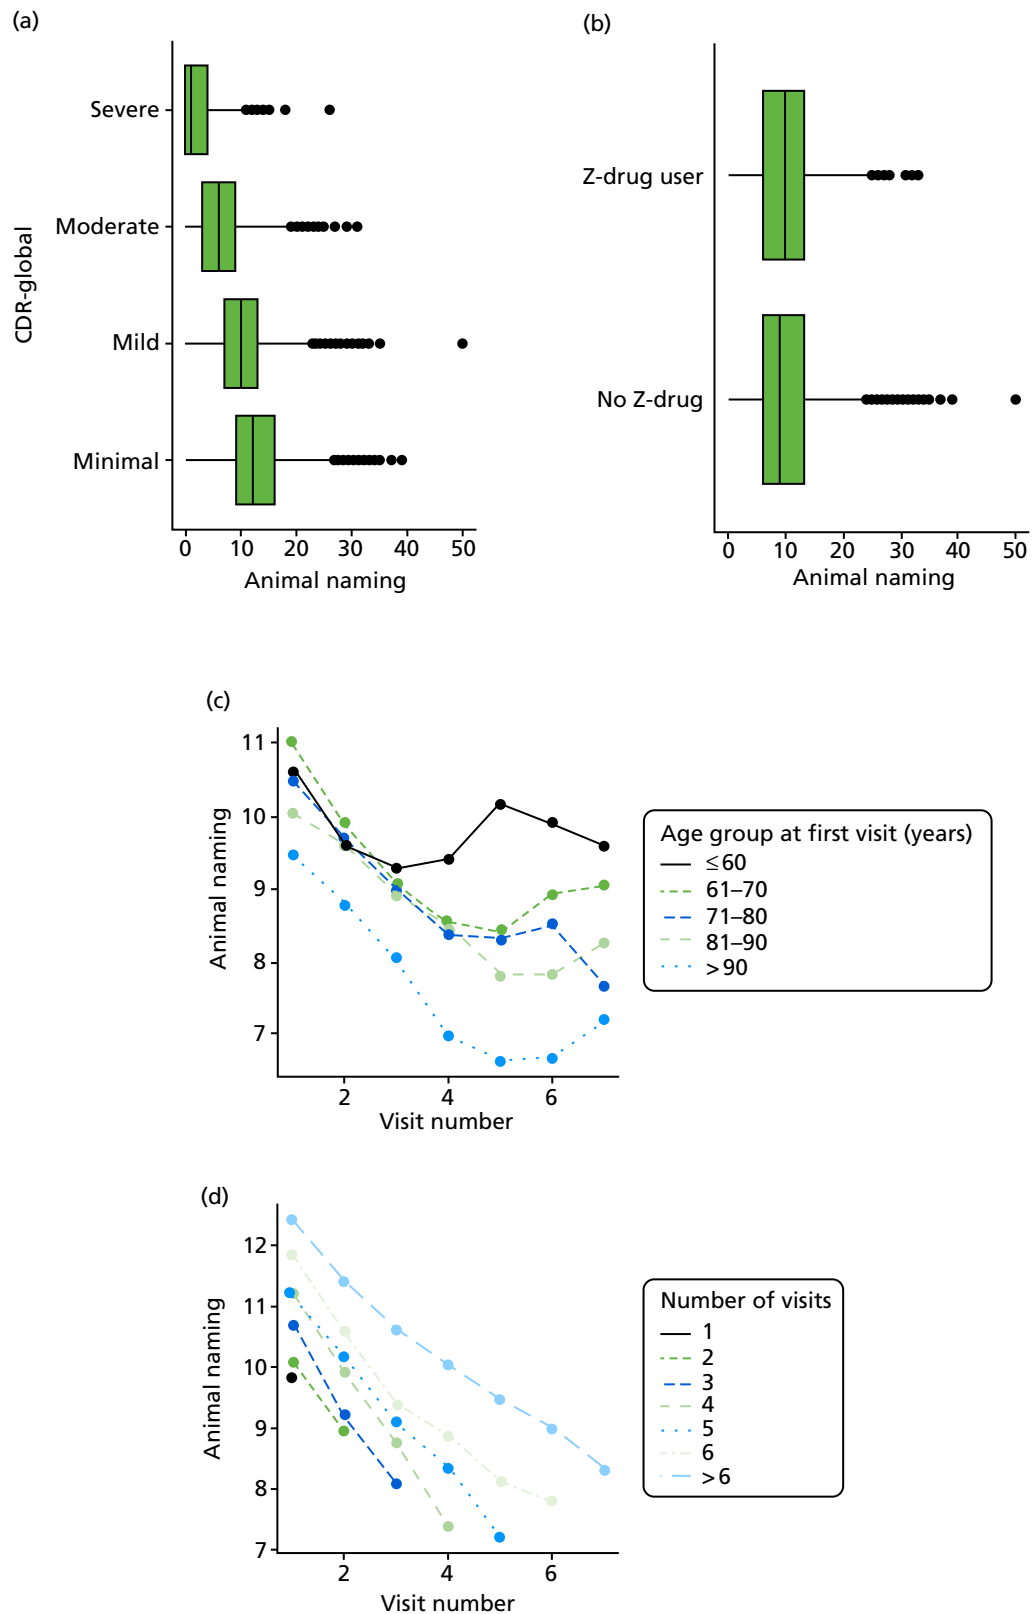 (a)
CDR-global
Severe
Moderate
Mild
Minimal
0 10 20 30 40 50
Animal naming
(b)
Z-drug user
No Z-drug
0 10 20 30 40 50
Animal naming
(c)
Animal naming
11
10
9
8
7
2 4 6
Visit number
Age group at first visit (years)
≤60
61–70
71–80
81–90
>90
(d)
Animal naming
12
11
10
9
8
7
2 4 6
Visit number
Number of visits
1
2
3
4
5
6
>6